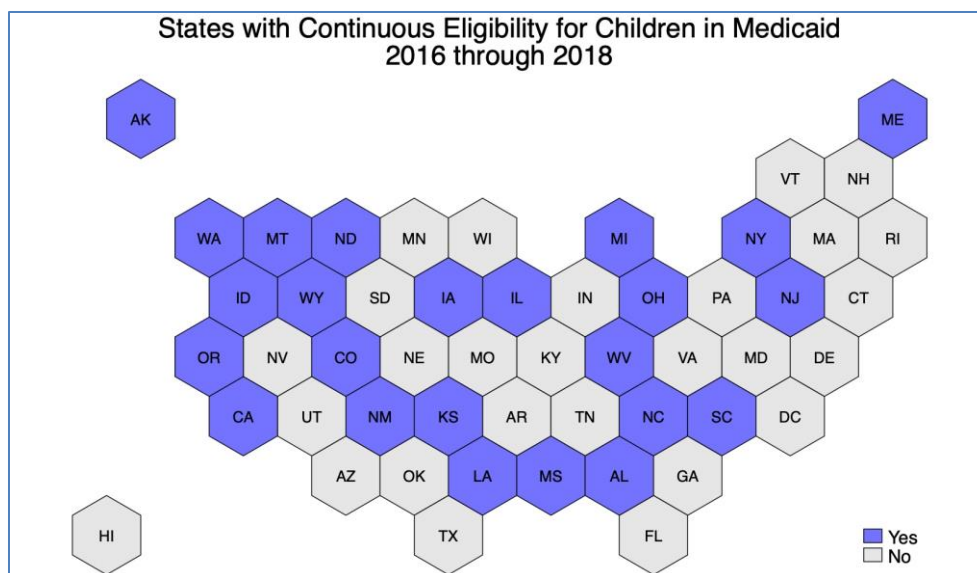 States with Continuous Eligibility for Children in Medicaid
2016 through 2018
AK
ME
VT NH
WA MT ND MN WI MI NY MA RI
ID WY SD IA IL IN OH PA NJ CT
OR NV CO NE MO KY WV VA MD DE
CA UT NM KS AR TN NC SC DC
AZ OK LA MS AL GA
HI TX FL
Yes
No